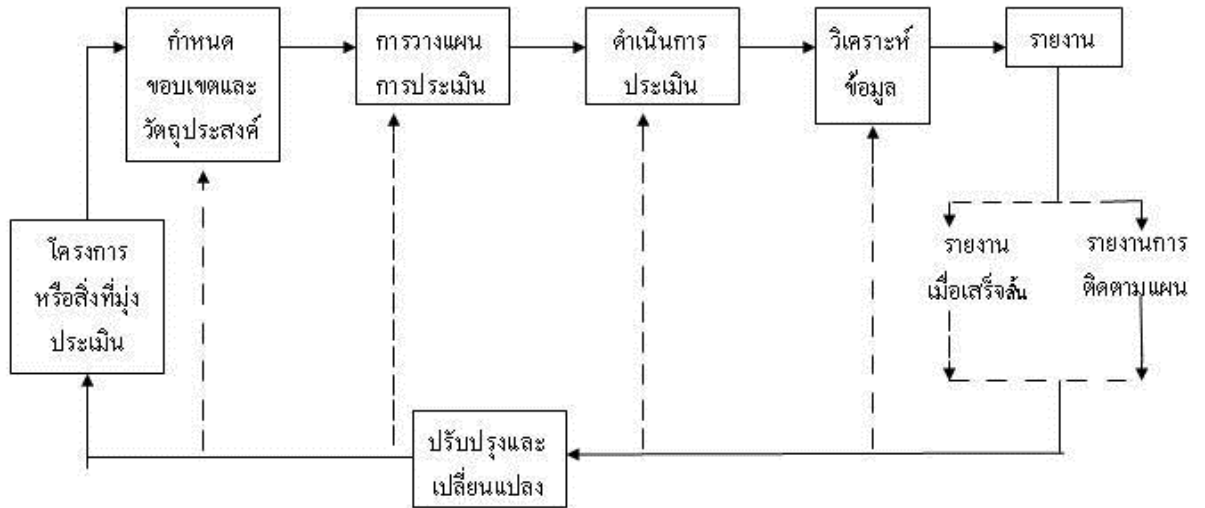 กำหนด
ขอบเขตและ
วัตถุประสงค์
การวางแผน
การประเมิน
ดำเนินการ
ประเมิน
วิเคราะห์
ข้อมูล
รายงาน
โครงการ
หรือสิ่งที่มุ่ง
ประเมิน
รายงาน
เมื่อเสร็จสิ้น
รายงานการ
ติดตามแผน
ปรับปรุงและ
เปลี่ยนแปลง